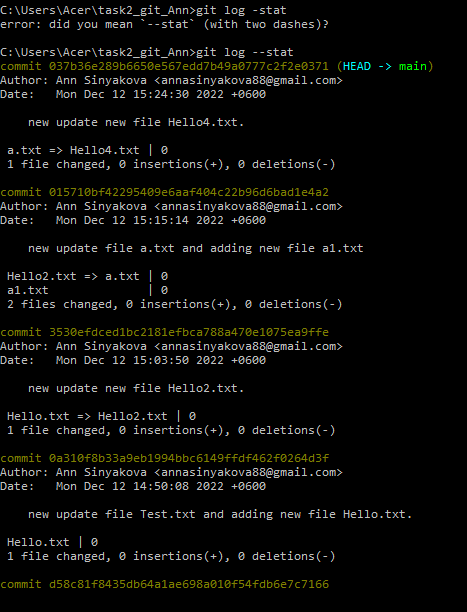 C:\Users\Acer\task2_git_Ann>git log -stat
error: did you mean `--stat` (with two dashes)?
C:\Users\Acer\task2_git_Ann>git log --stat
commit 037b36e289b6650e567edd7b49a0777c2f2e0371 (HEAD -> main)
Author: Ann Sinyakova <annasinyakova88@gmail.com>
Date:   Mon Dec 12 15:24:30 2022 +0600
    new update new file Hello4.txt.
 a.txt => Hello4.txt | 0
 1 file changed, 0 insertions(+), 0 deletions(-)
commit 015710bf42295409e6aaf404c22b96d6bad1e4a2
Author: Ann Sinyakova <annasinyakova88@gmail.com>
Date:   Mon Dec 12 15:15:14 2022 +0600
    new update file a.txt and adding new file a1.txt
 Hello2.txt => a.txt | 0
 a1.txt              | 0
 2 files changed, 0 insertions(+), 0 deletions(-)
commit 3530efdced1bc2181efbca788a470e1075ea9ffe
Author: Ann Sinyakova <annasinyakova88@gmail.com>
Date:   Mon Dec 12 15:03:50 2022 +0600
    new update new file Hello2.txt.
 Hello.txt => Hello2.txt | 0
 1 file changed, 0 insertions(+), 0 deletions(-)
commit 0a310f8b33a9eb1994bbc6149ffdf462f0264d3f
Author: Ann Sinyakova <annasinyakova88@gmail.com>
Date:   Mon Dec 12 14:50:08 2022 +0600
    new update file Test.txt and adding new file Hello.txt.
 Hello.txt | 0
 1 file changed, 0 insertions(+), 0 deletions(-)
commit d58c81f8435db64a1ae698a010f54fdb6e7c7166